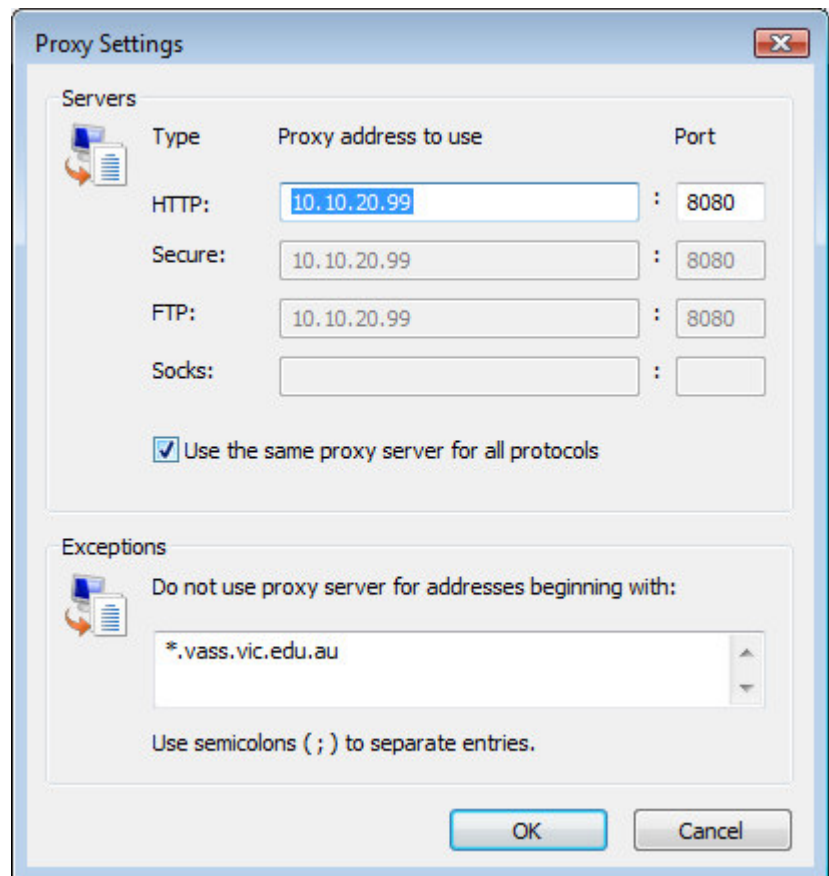 Proxy Settings
Servers
Type Proxy address to use Port
HTTP: 10.10.20.99 : 8080
Secure: 10.10.20.99 : 8080
FTP: 10.10.20.99 : 8080
Socks: :
Use the same proxy server for all protocols
Exceptions
Do not use proxy server for addresses beginning with:
*.vass.vic.edu.au
Use semicolons ( ; ) to separate entries.
OK Cancel